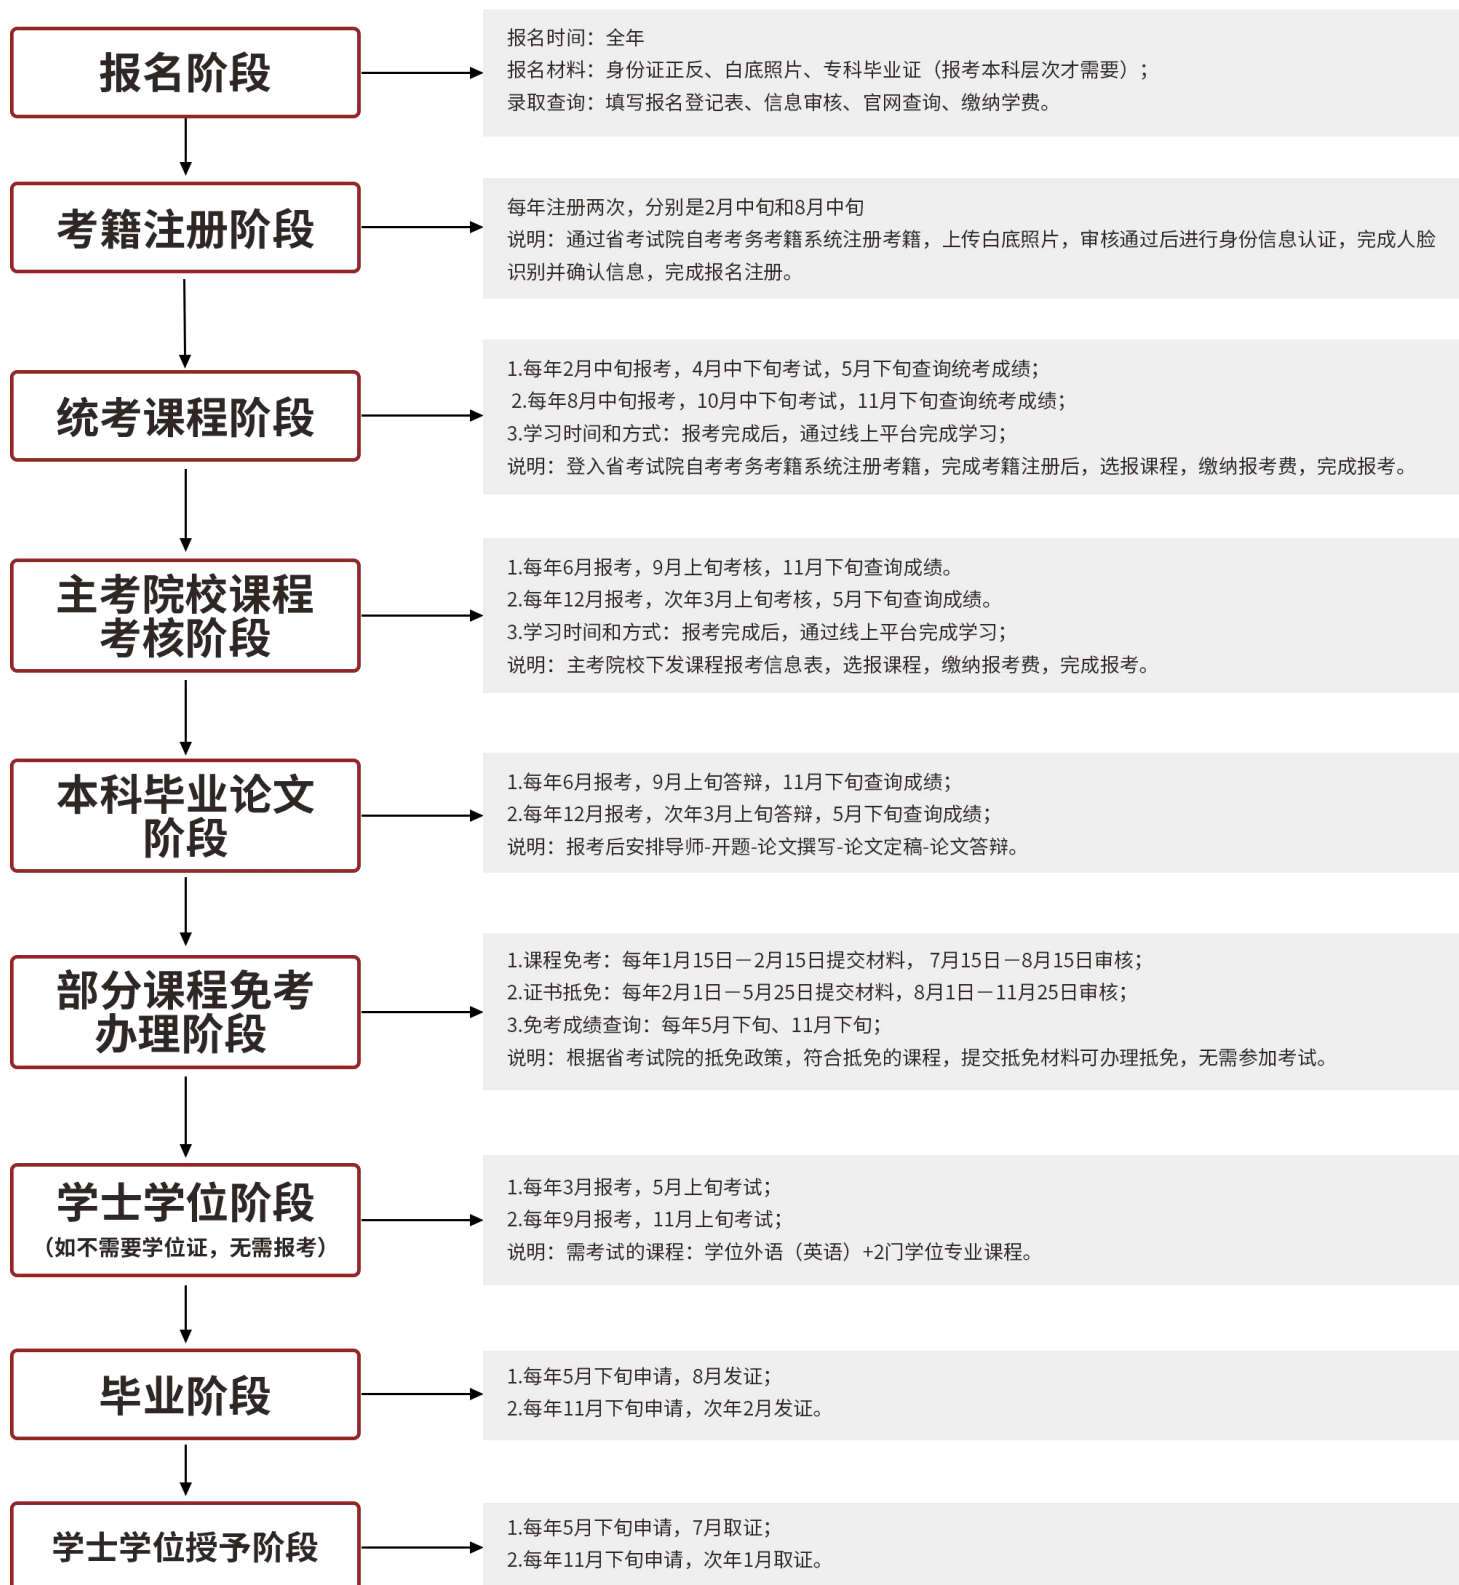 报名阶段
报名时间：全年
报名材料：身份证正反、白底照片、专科毕业证（报考本科层次才需要）；
录取查询：填写报名登记表、信息审核、官网查询、缴纳学费。
考籍注册阶段
每年注册两次，分别是2月中旬和8月中旬
说明：通过省考试院自考考务考籍系统注册考籍，上传白底照片，审核通过后进行身份信息认证，完成人脸
识别并确认信息，完成报名注册。
统考课程阶段
1.每年2月中旬报考，4月中下旬考试，5月下旬查询统考成绩；
2.每年8月中旬报考，10月中下旬考试，11月下旬查询统考成绩；
3.学习时间和方式：报考完成后，通过线上平台完成学习；
说明：登入省考试院自考考务考籍系统注册考籍，完成考籍注册后，选报课程，缴纳报考费，完成报考。
主考院校课程
考核阶段
1.每年6月报考，9月上旬考核，11月下旬查询成绩。
2.每年12月报考，次年3月上旬考核，5月下旬查询成绩。
3.学习时间和方式：报考完成后，通过线上平台完成学习；
说明：主考院校下发课程报考信息表，选报课程，缴纳报考费，完成报考。
本科毕业论文
阶段
1.每年6月报考，9月上旬答辩，11月下旬查询成绩；
2.每年12月报考，次年3月上旬答辩，5月下旬查询成绩；
说明：报考后安排导师-开题-论文撰写-论文定稿-论文答辩。
部分课程免考
办理阶段
1.课程免考：每年1月15日－2月15日提交材料， 7月15日－8月15日审核；
2.证书抵免：每年2月1日－5月25日提交材料，8月1日－11月25日审核；
3.免考成绩查询：每年5月下旬、11月下旬；
说明：根据省考试院的抵免政策，符合抵免的课程，提交抵免材料可办理抵免，无需参加考试。
学士学位阶段
（如不需要学位证，无需报考）
1.每年3月报考，5月上旬考试；
2.每年9月报考，11月上旬考试；
说明：需考试的课程：学位外语（英语）+2门学位专业课程。
毕业阶段
1.每年5月下旬申请，8月发证；
2.每年11月下旬申请，次年2月发证。
学士学位授予阶段
1.每年5月下旬申请，7月取证；
2.每年11月下旬申请，次年1月取证。